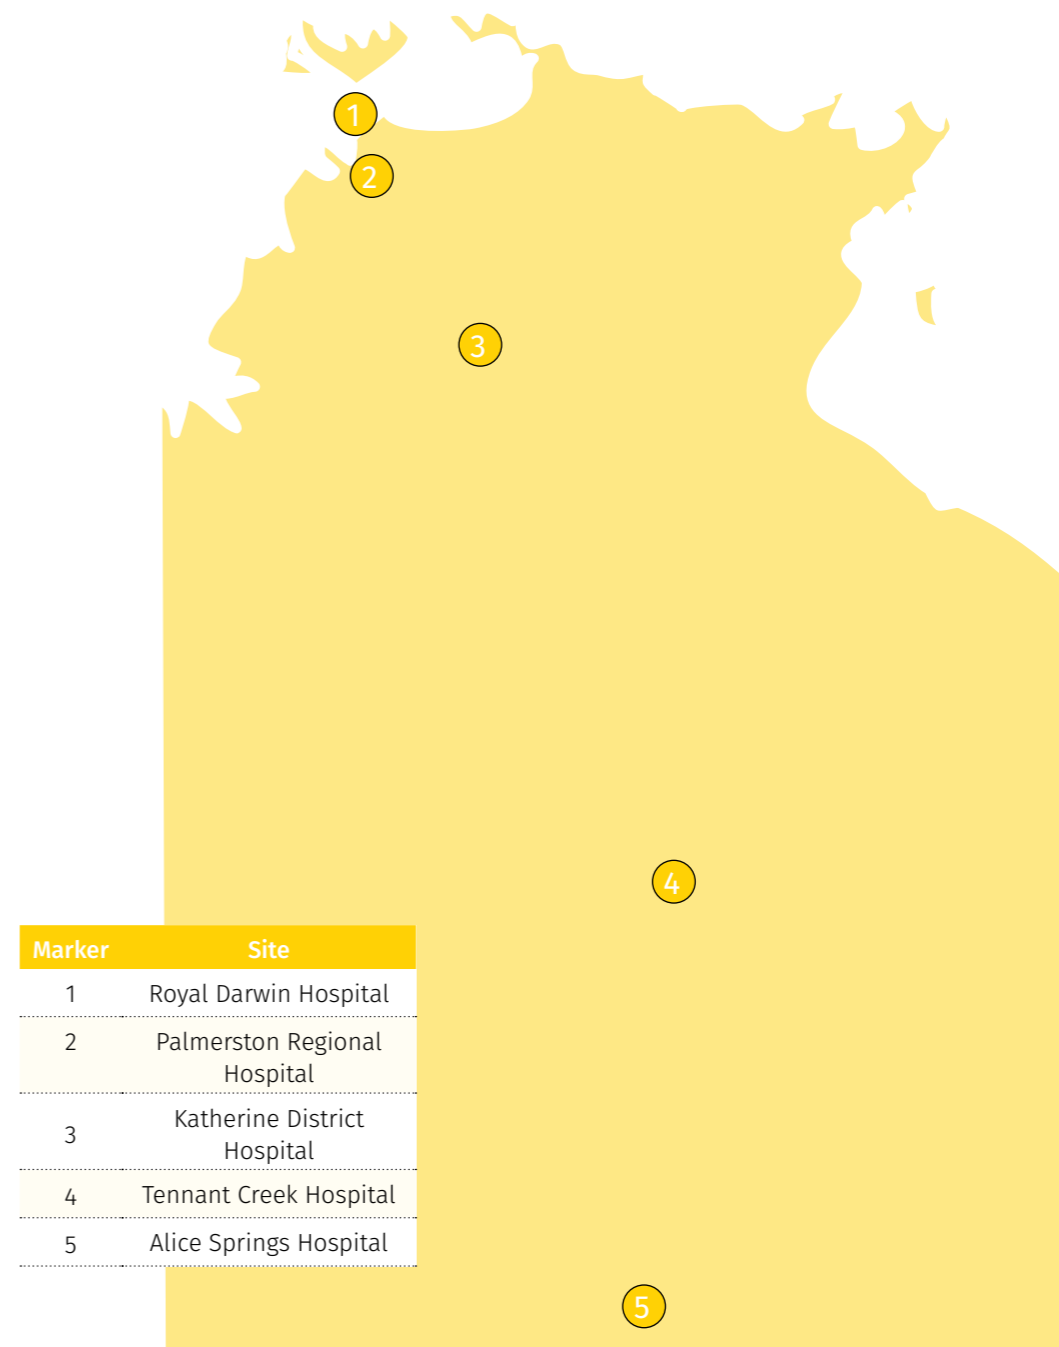 1
2
3
4
Marker Site
1 Royal Darwin Hospital
2 Palmerston Regional
Hospital
3 Katherine District
Hospital
4 Tennant Creek Hospital
5 Alice Springs Hospital
5